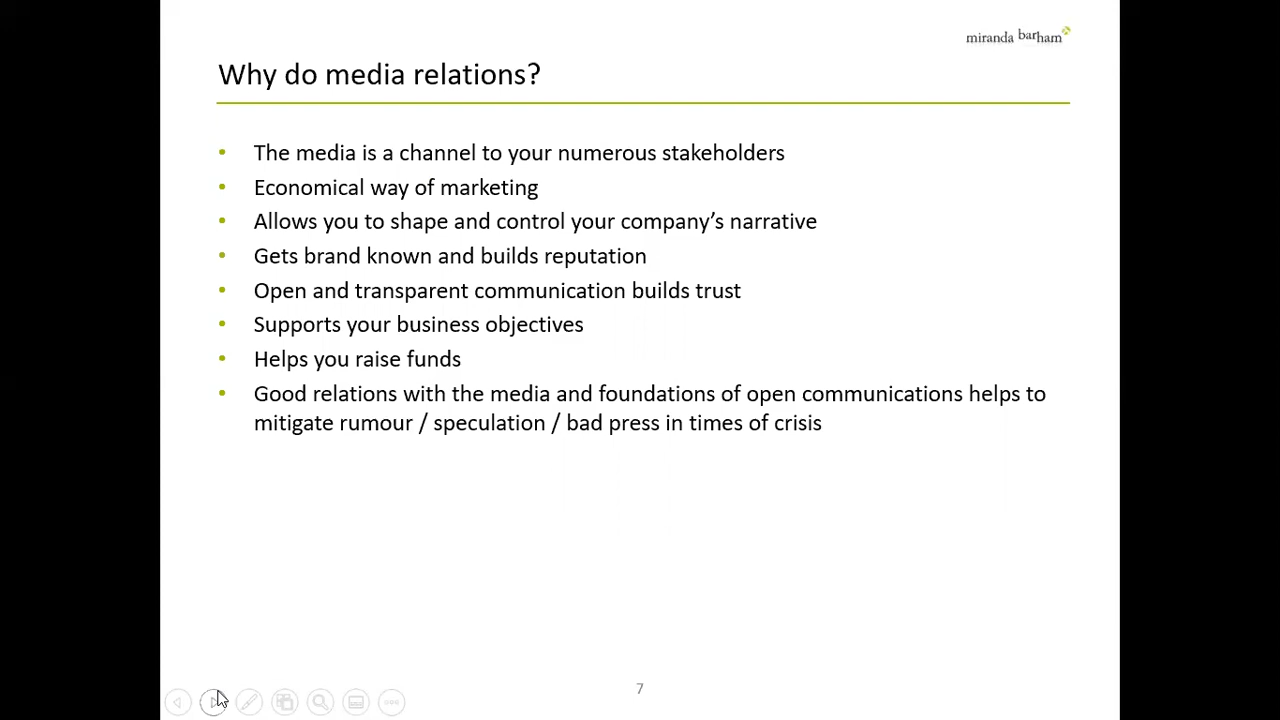 miranda barham
Why do media relations?
• The media is a channel to your numerous stakeholders
• Economical way of marketing
• Allows you to shape and control your company’s narrative
• Gets brand known and builds reputation
• Open and transparent communication builds trust
• Supports your business objectives
• Helps you raise funds
• Good relations with the media and foundations of open communications helps to
mitigate rumour / speculation / bad press in times of crisis
7